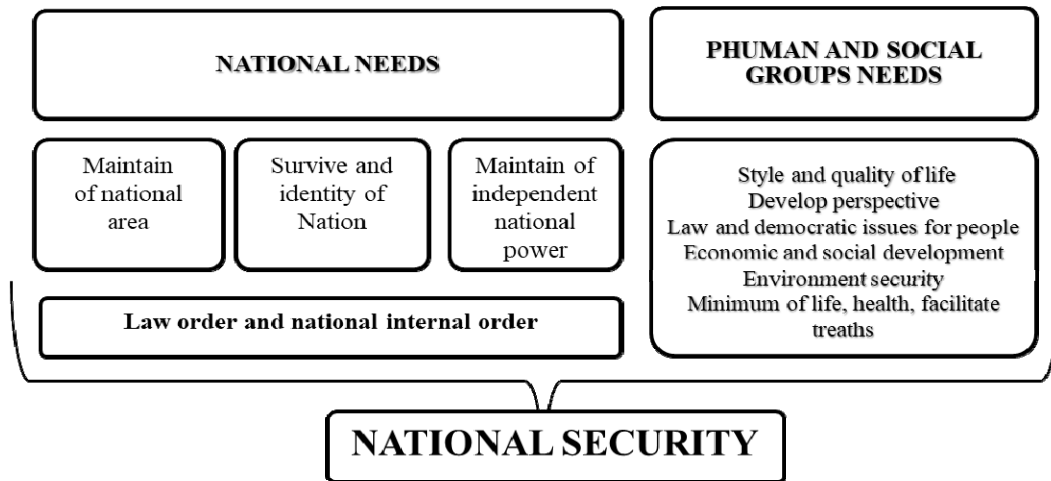 NATIONAL NEEDS
PHUMAN AND SOCIAL
GROUPS NEEDS
Maintain
of national
area
Survive and
identity of
Nation
Maintain of
independent
national
power
Style and quality of life
Develop perspective
Law and democratic issues for people
Economic and social development
Environment security
Minimum of life, health, facilitate
treaths
Law order and national internal order
NATIONAL SECURITY